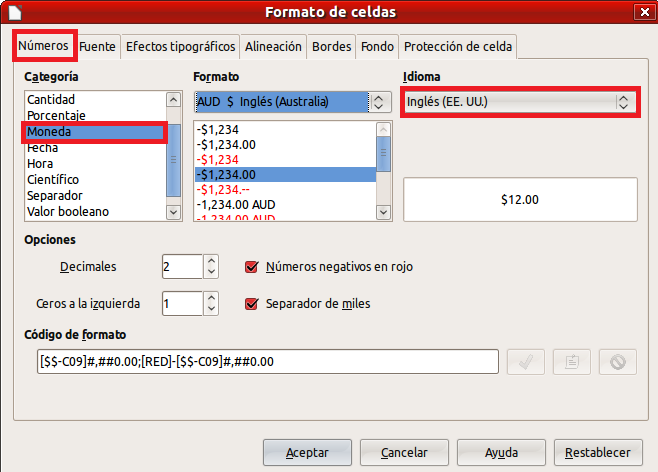 Formato de celdas
Números Fuente Efectos tipográficos Alineación Bordes Fondo Protección de celda
Categoría
Cantidad
Porcentaje
Moneda
Fecha
Hora
Científico
Separador
Valor booleano
Formato
AUD $ Inglés (Australia)
-$1,234
-$1,234.00
-$1,234
-$1,234.00
-$1,234.--
-1,234.00 AUD
-1,234.00 AUD
Idioma
Inglés (EE. UU.)
$12.00
Opciones
Decimales 2 Números negativos en rojo
Ceros a la izquierda 1 Separador de miles
Código de formato
[$$-C09]#,##0.00;[RED]-[$$-C09]#,##0.00
Aceptar Cancelar Ayuda Restablecer